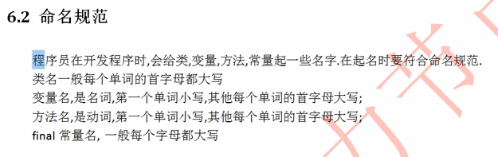 6.2 命名规范
程序员在开发程序时,会给类,变量,方法,常量起一些名字.在起名时要符合命名规范.
类名一般每个单词的首字母都大写
变量名,是名词,第一个单词小写,其他每个单词的首字母大写;
方法名,是动词,第一个单词小写,其他每个单词的首字母大写;
final 常量名, 一般每个字母都大写
力节